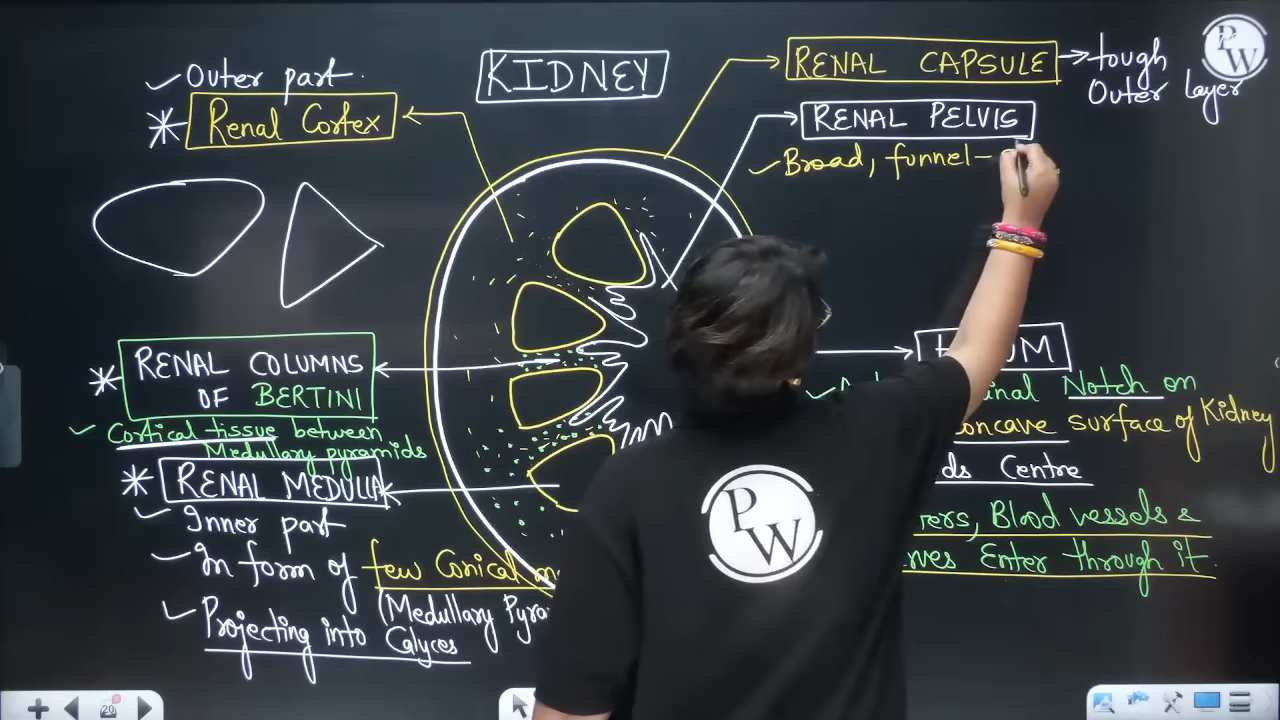 KIDNEY
Outer part.
* Renal Cortex
RENAL CAPSULE → tough
Outer layer
RENAL PELVIS
Broad, funnel-
RENAL COLUMNS
OF BERTINI
Cortical tissue between
Medullary pyramids
* RENAL MEDULLA
Inner part
In form of few Conical
(Medullary
Projecting into Calyces
UM
Notch on
concave surface of Kidney
Centre
Blood vessels &
Enter through it.
PW
PW
20